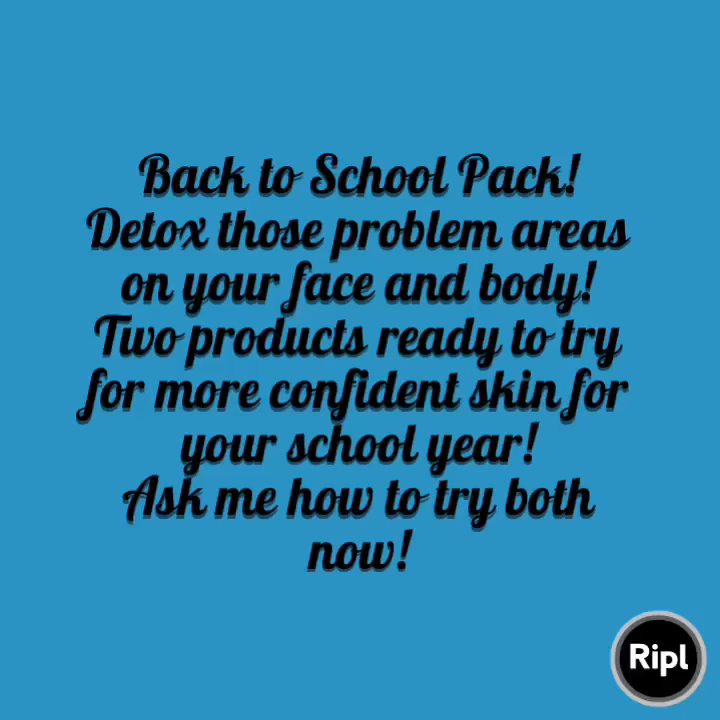 Back to School Pack!
Detox those problem areas
on your face and body!
Two products ready to try
for more confident skin for
your school year!
Ask me how to try both
now!
Ripl